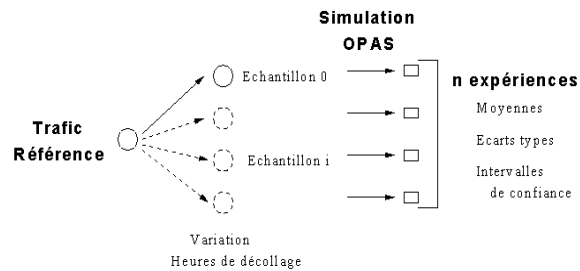 Simulation
OPAS
Echantillon 0
n expériences
Moyennes
Trafic
Référence
Ecarts types
Echantillon i
Intervalles
de confiance
Variation
Heures de décollage